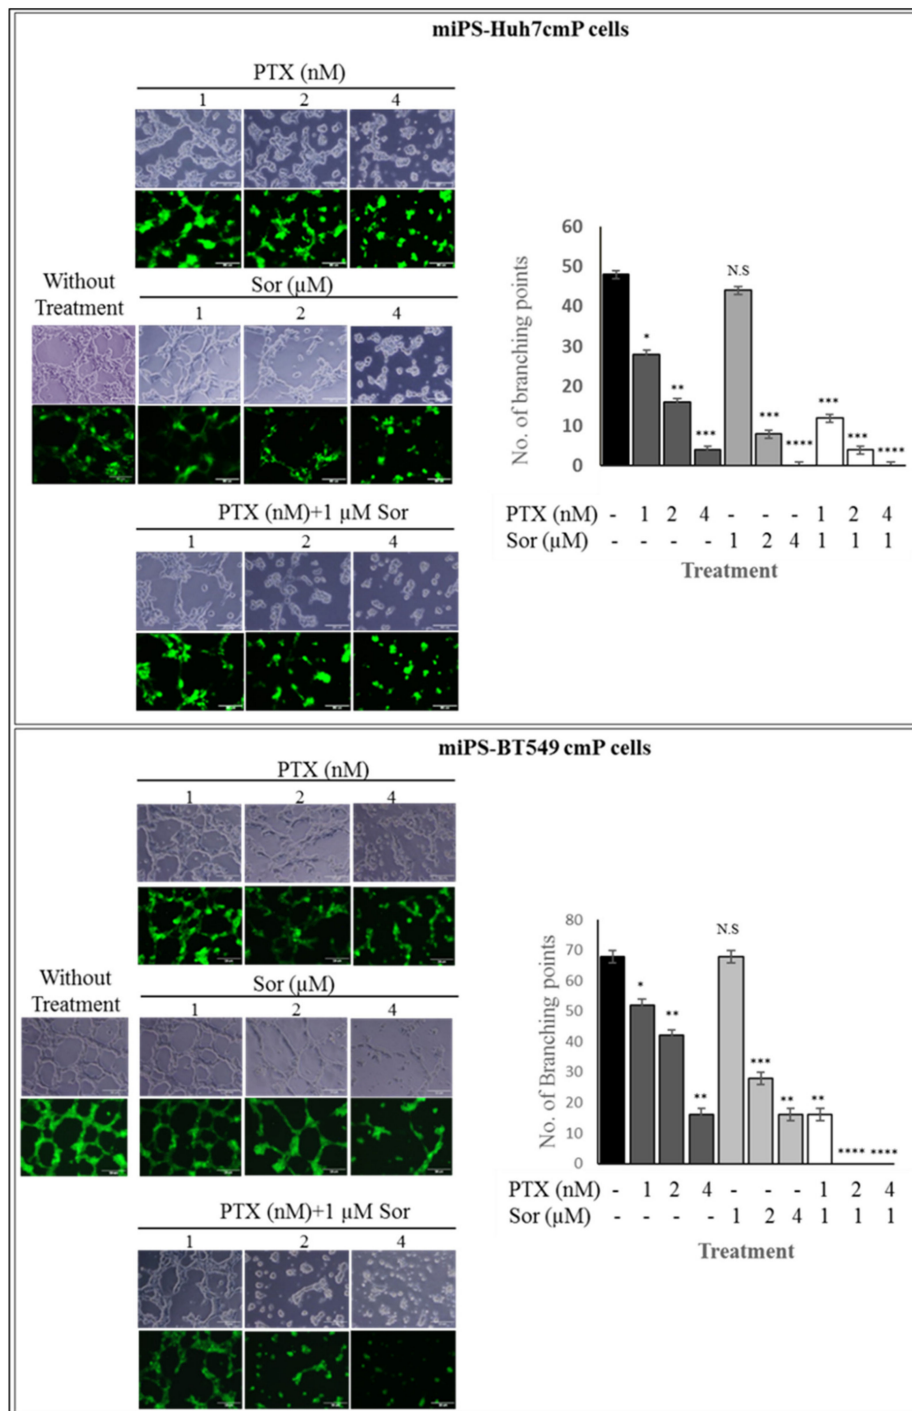 miPS-Huh7cmP cells
PTX (nM)
1 2 4
Without
Treatment
Sor (µM)
1 2 4
PTX (nM)+1 µM Sor
1 2 4
No. of branching points
60
50
40
30
20
10
0
* ** *** N.S *** **** *** *** ****
PTX (nM) - 1 2 4 - - - 1 2 4
Sor (µM) - - - - 1 2 4 1 1 1
Treatment
miPS-BT549 cmP cells
PTX (nM)
1 2 4
Without
Treatment
Sor (µM)
1 2 4
PTX (nM)+1 µM Sor
1 2 4
No. of Branching points
80
70
60
50
40
30
20
10
0
* ** ** N.S *** ** ** **** ****
PTX (nM) - 1 2 4 - - - 1 2 4
Sor (µM) - - - - 1 2 4 1 1 1
Treatment